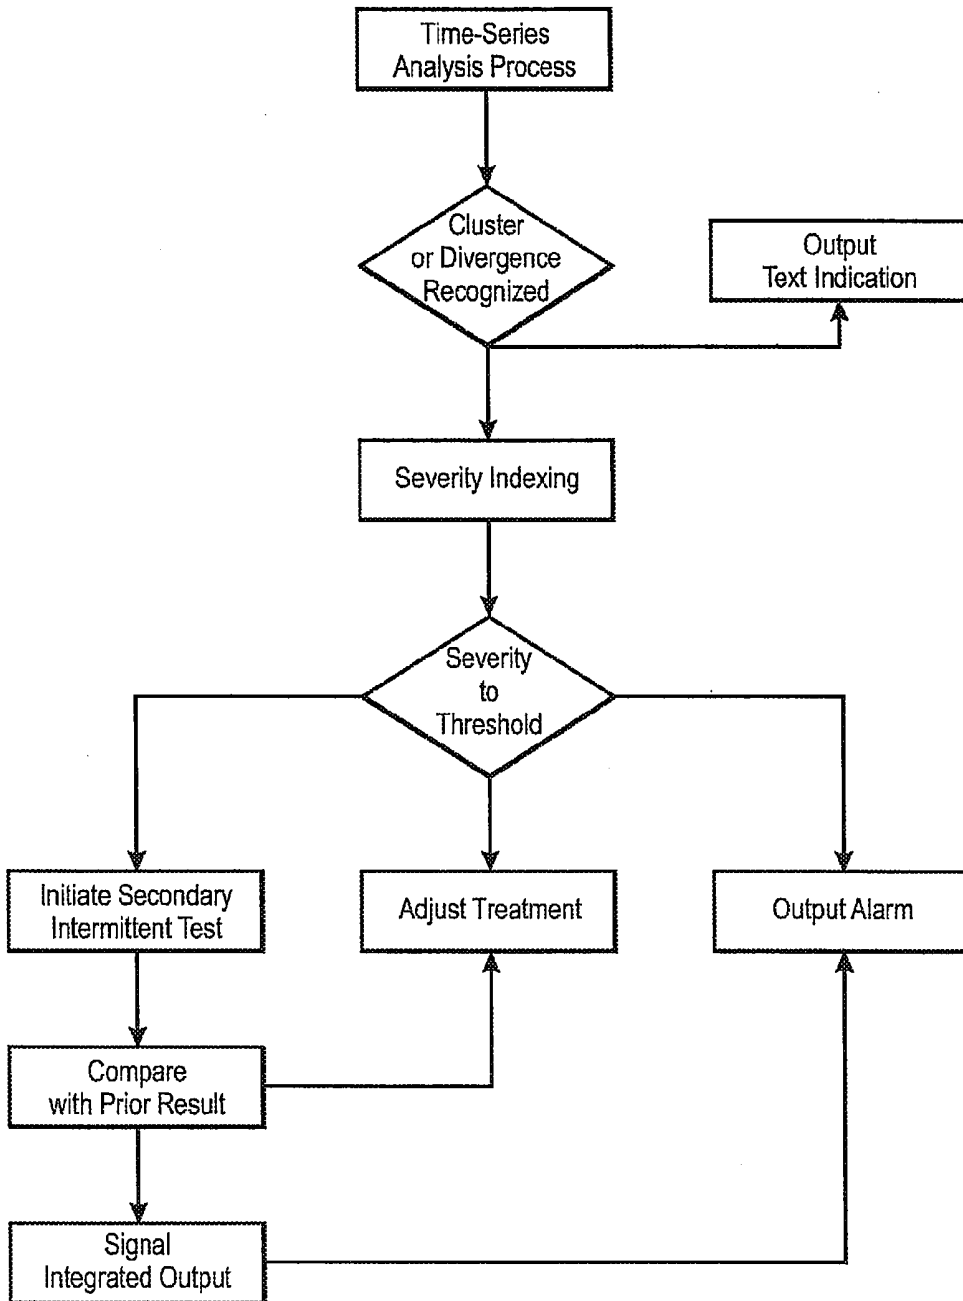 Time-Series
Analysis Process
Cluster
or Divergence
Recognized
Output
Text Indication
Severity Indexing
Severity
to
Threshold
Initiate Secondary
Intermittent Test
Adjust Treatment
Output Alarm
Compare
with Prior Result
Signal
Integrated Output